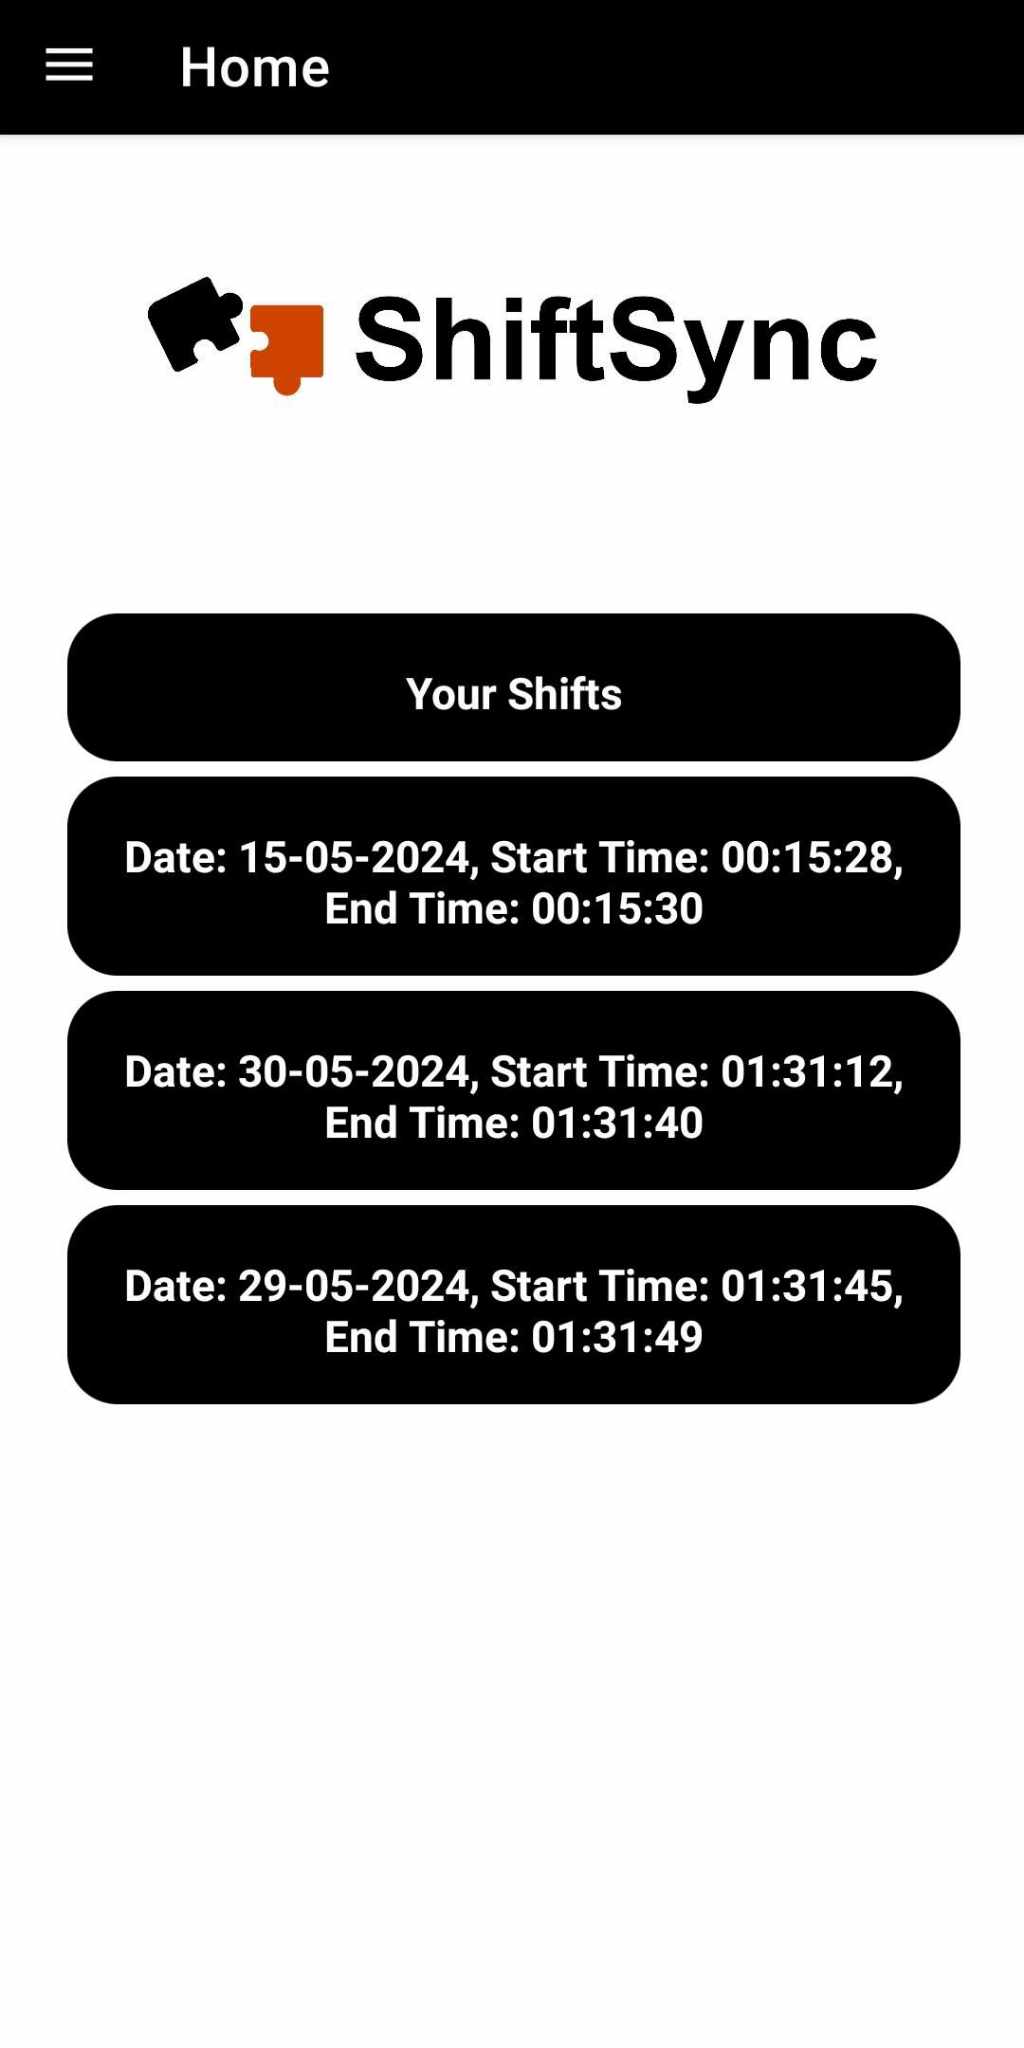 Home
ShiftSync
Your Shifts
Date: 15-05-2024, Start Time: 00:15:28,
End Time: 00:15:30
Date: 30-05-2024, Start Time: 01:31:12,
End Time: 01:31:40
Date: 29-05-2024, Start Time: 01:31:45,
End Time: 01:31:49